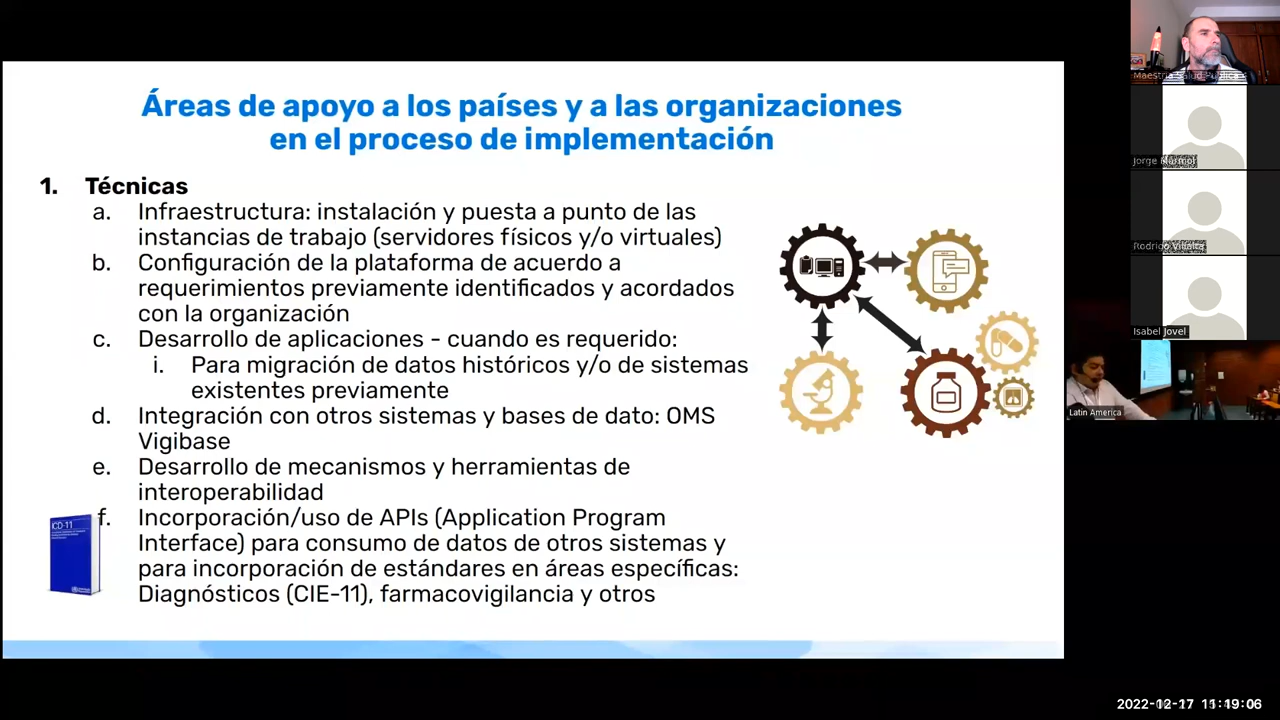 Áreas de apoyo a los países y a las organizaciones
en el proceso de implementación
1. Técnicas
a. Infraestructura: instalación y puesta a punto de las
instancias de trabajo (servidores físicos y/o virtuales)
b. Configuración de la plataforma de acuerdo a
requerimientos previamente identificados y acordados
con la organización
c. Desarrollo de aplicaciones - cuando es requerido:
i. Para migración de datos históricos y/o de sistemas
existentes previamente
d. Integración con otros sistemas y bases de dato: OMS
Vigibase
e. Desarrollo de mecanismos y herramientas de
interoperabilidad
f. Incorporación/uso de APIs (Application Program
Interface) para consumo de datos de otros sistemas y
para incorporación de estándares en áreas específicas:
Diagnósticos (CIE-11), farmacovigilancia y otros
ICD-11
Maestria Salud Publica
Jorge Marmol
Rodrigo Villalta
Isabel Jovel
Latin America
2022-12-17 11:19:06